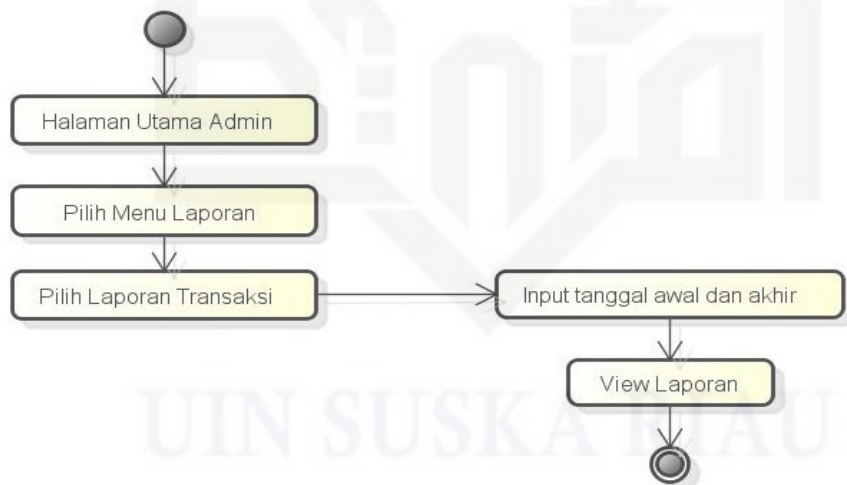 Halaman Utama Admin
Pilih Menu Laporan
Pilih Laporan Transaksi
Input tanggal awal dan akhir
View Laporan
UIN SUSKA RIAU